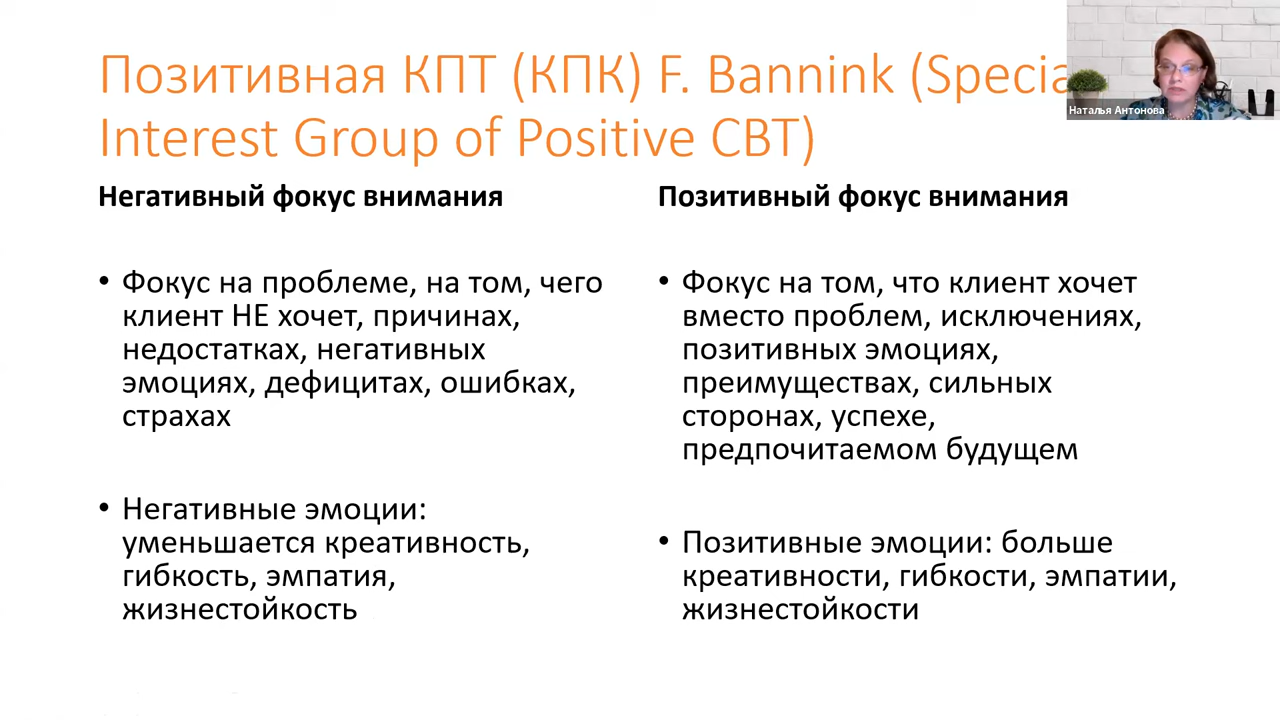 Позитивная КПТ (КПК) F. Bannink (Specia
Interest Group of Positive CBT)
Наталья Антонова
Негативный фокус внимания
• Фокус на проблеме, на том, чего
клиент НЕ хочет, причинах,
недостатках, негативных
эмоциях, дефицитах, ошибках,
страхах
• Негативные эмоции:
уменьшается креативность,
гибкость, эмпатия,
жизнестойкость
Позитивный фокус внимания
• Фокус на том, что клиент хочет
вместо проблем, исключениях,
позитивных эмоциях,
преимуществах, сильных
сторонах, успехе,
предпочитаемом будущем
• Позитивные эмоции: больше
креативности, гибкости, эмпатии,
жизнестойкости